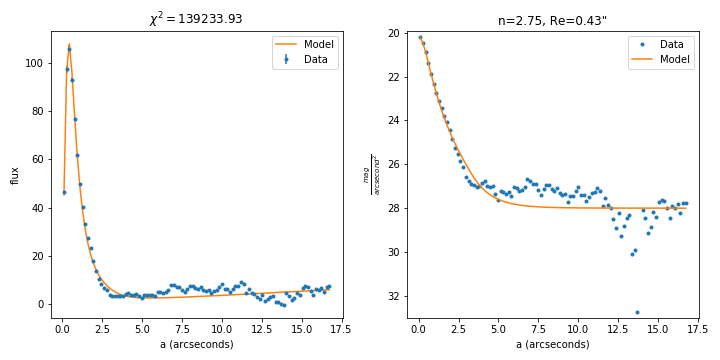 χ² = 139233.93
Model
Data
flux
100
80
60
40
20
0
0.0 2.5 5.0 7.5 10.0 12.5 15.0 17.5
a (arcseconds)
n=2.75, Re=0.43"
Data
Model
mag
arcsecond²
20
22
24
26
28
30
32
0.0 2.5 5.0 7.5 10.0 12.5 15.0 17.5
a (arcseconds)